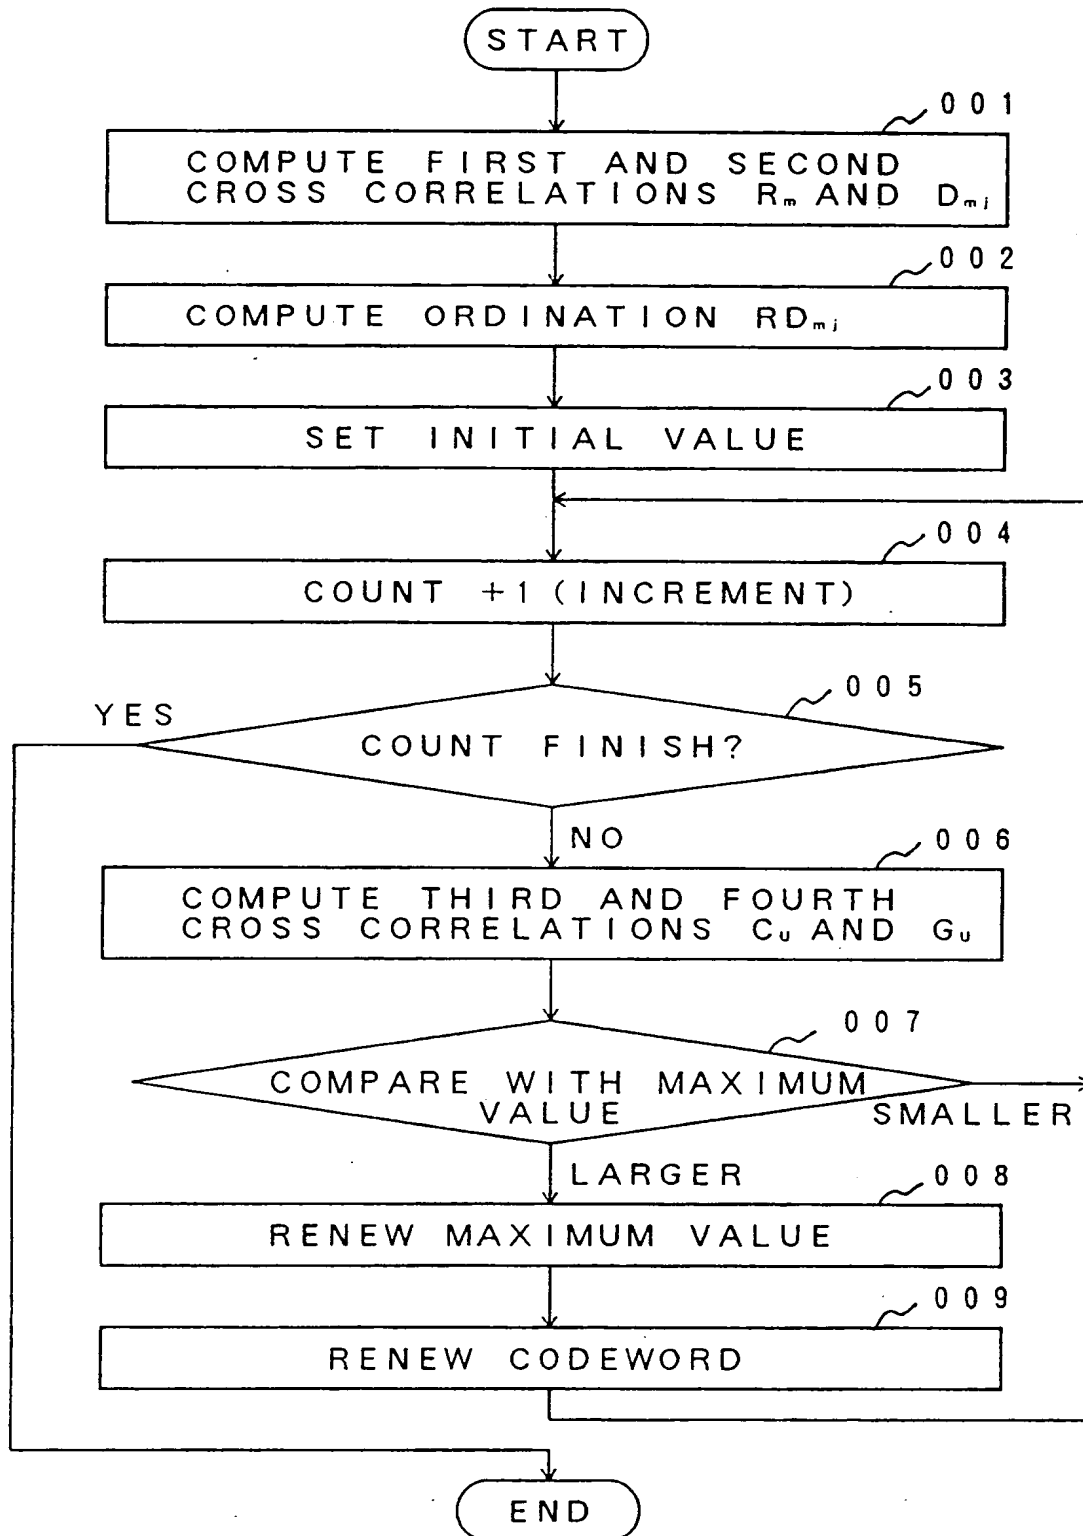 START
001
COMPUTE FIRST AND SECOND
CROSS CORRELATIONS Rm AND Dmj
002
COMPUTE ORDINATION RDmj
003
SET INITIAL VALUE
004
COUNT +1 (INCREMENT)
005
YES
COUNT FINISH?
NO
006
COMPUTE THIRD AND FOURTH
CROSS CORRELATIONS Cu AND Gu
007
COMPARE WITH MAXIMUM
VALUE
SMALLER
LARGER
008
RENEW MAXIMUM VALUE
009
RENEW CODEWORD
END